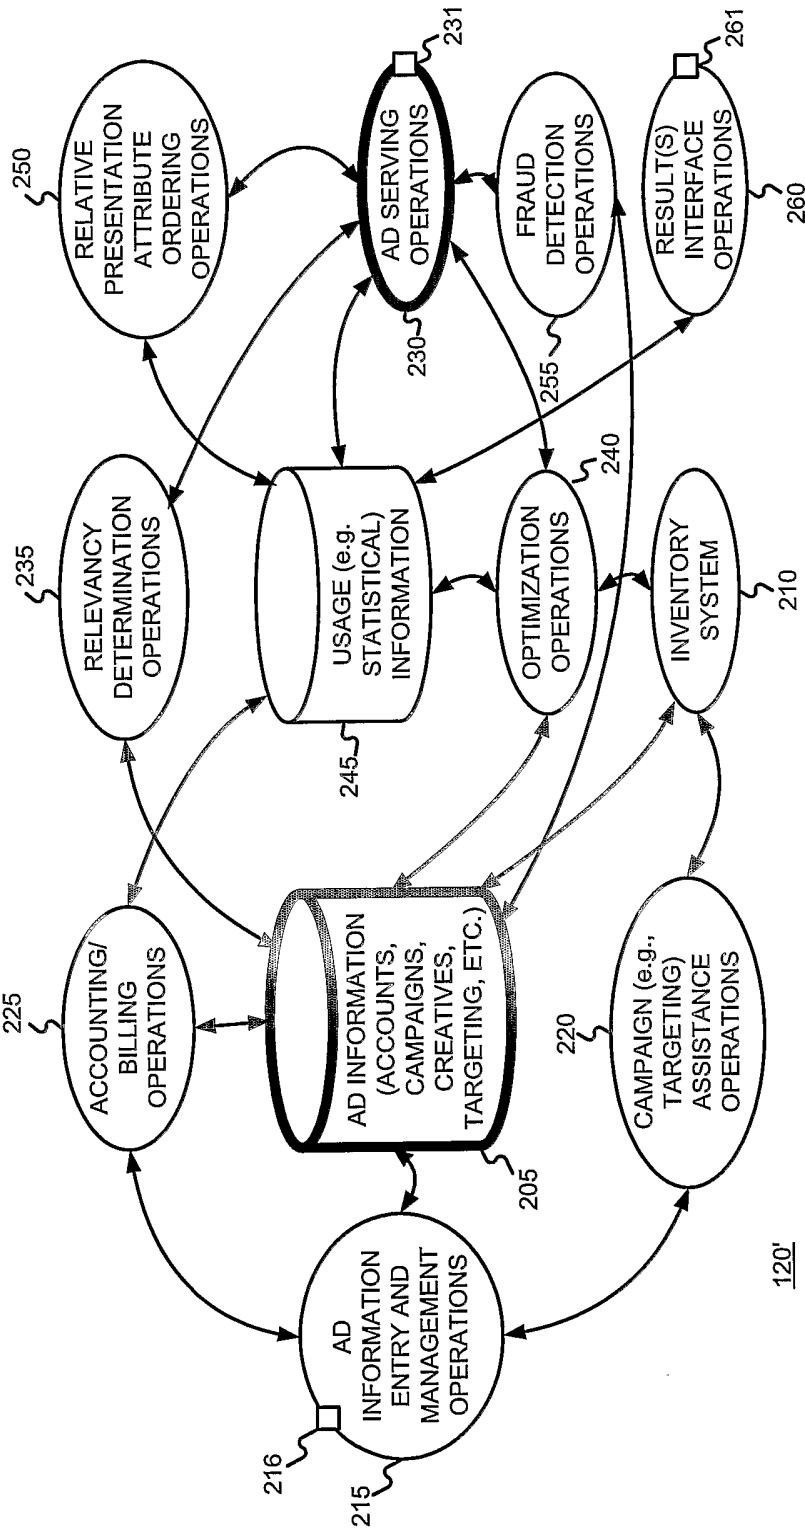 250
RELATIVE
PRESENTATION
ATTRIBUTE
ORDERING
OPERATIONS
231
AD SERVING
OPERATIONS
230
FRAUD
DETECTION
OPERATIONS
255
261
RESULT(S)
INTERFACE
OPERATIONS
260
235
RELEVANCY
DETERMINATION
OPERATIONS
USAGE (e.g.
STATISTICAL)
INFORMATION
245
240
OPTIMIZATION
OPERATIONS
INVENTORY
SYSTEM
210
225
ACCOUNTING/
BILLING
OPERATIONS
AD INFORMATION
(ACCOUNTS,
CAMPAIGNS,
CREATIVES,
TARGETING, ETC.)
205
220
CAMPAIGN (e.g.,
TARGETING)
ASSISTANCE
OPERATIONS
216
215
AD
INFORMATION
ENTRY AND
MANAGEMENT
OPERATIONS
120'